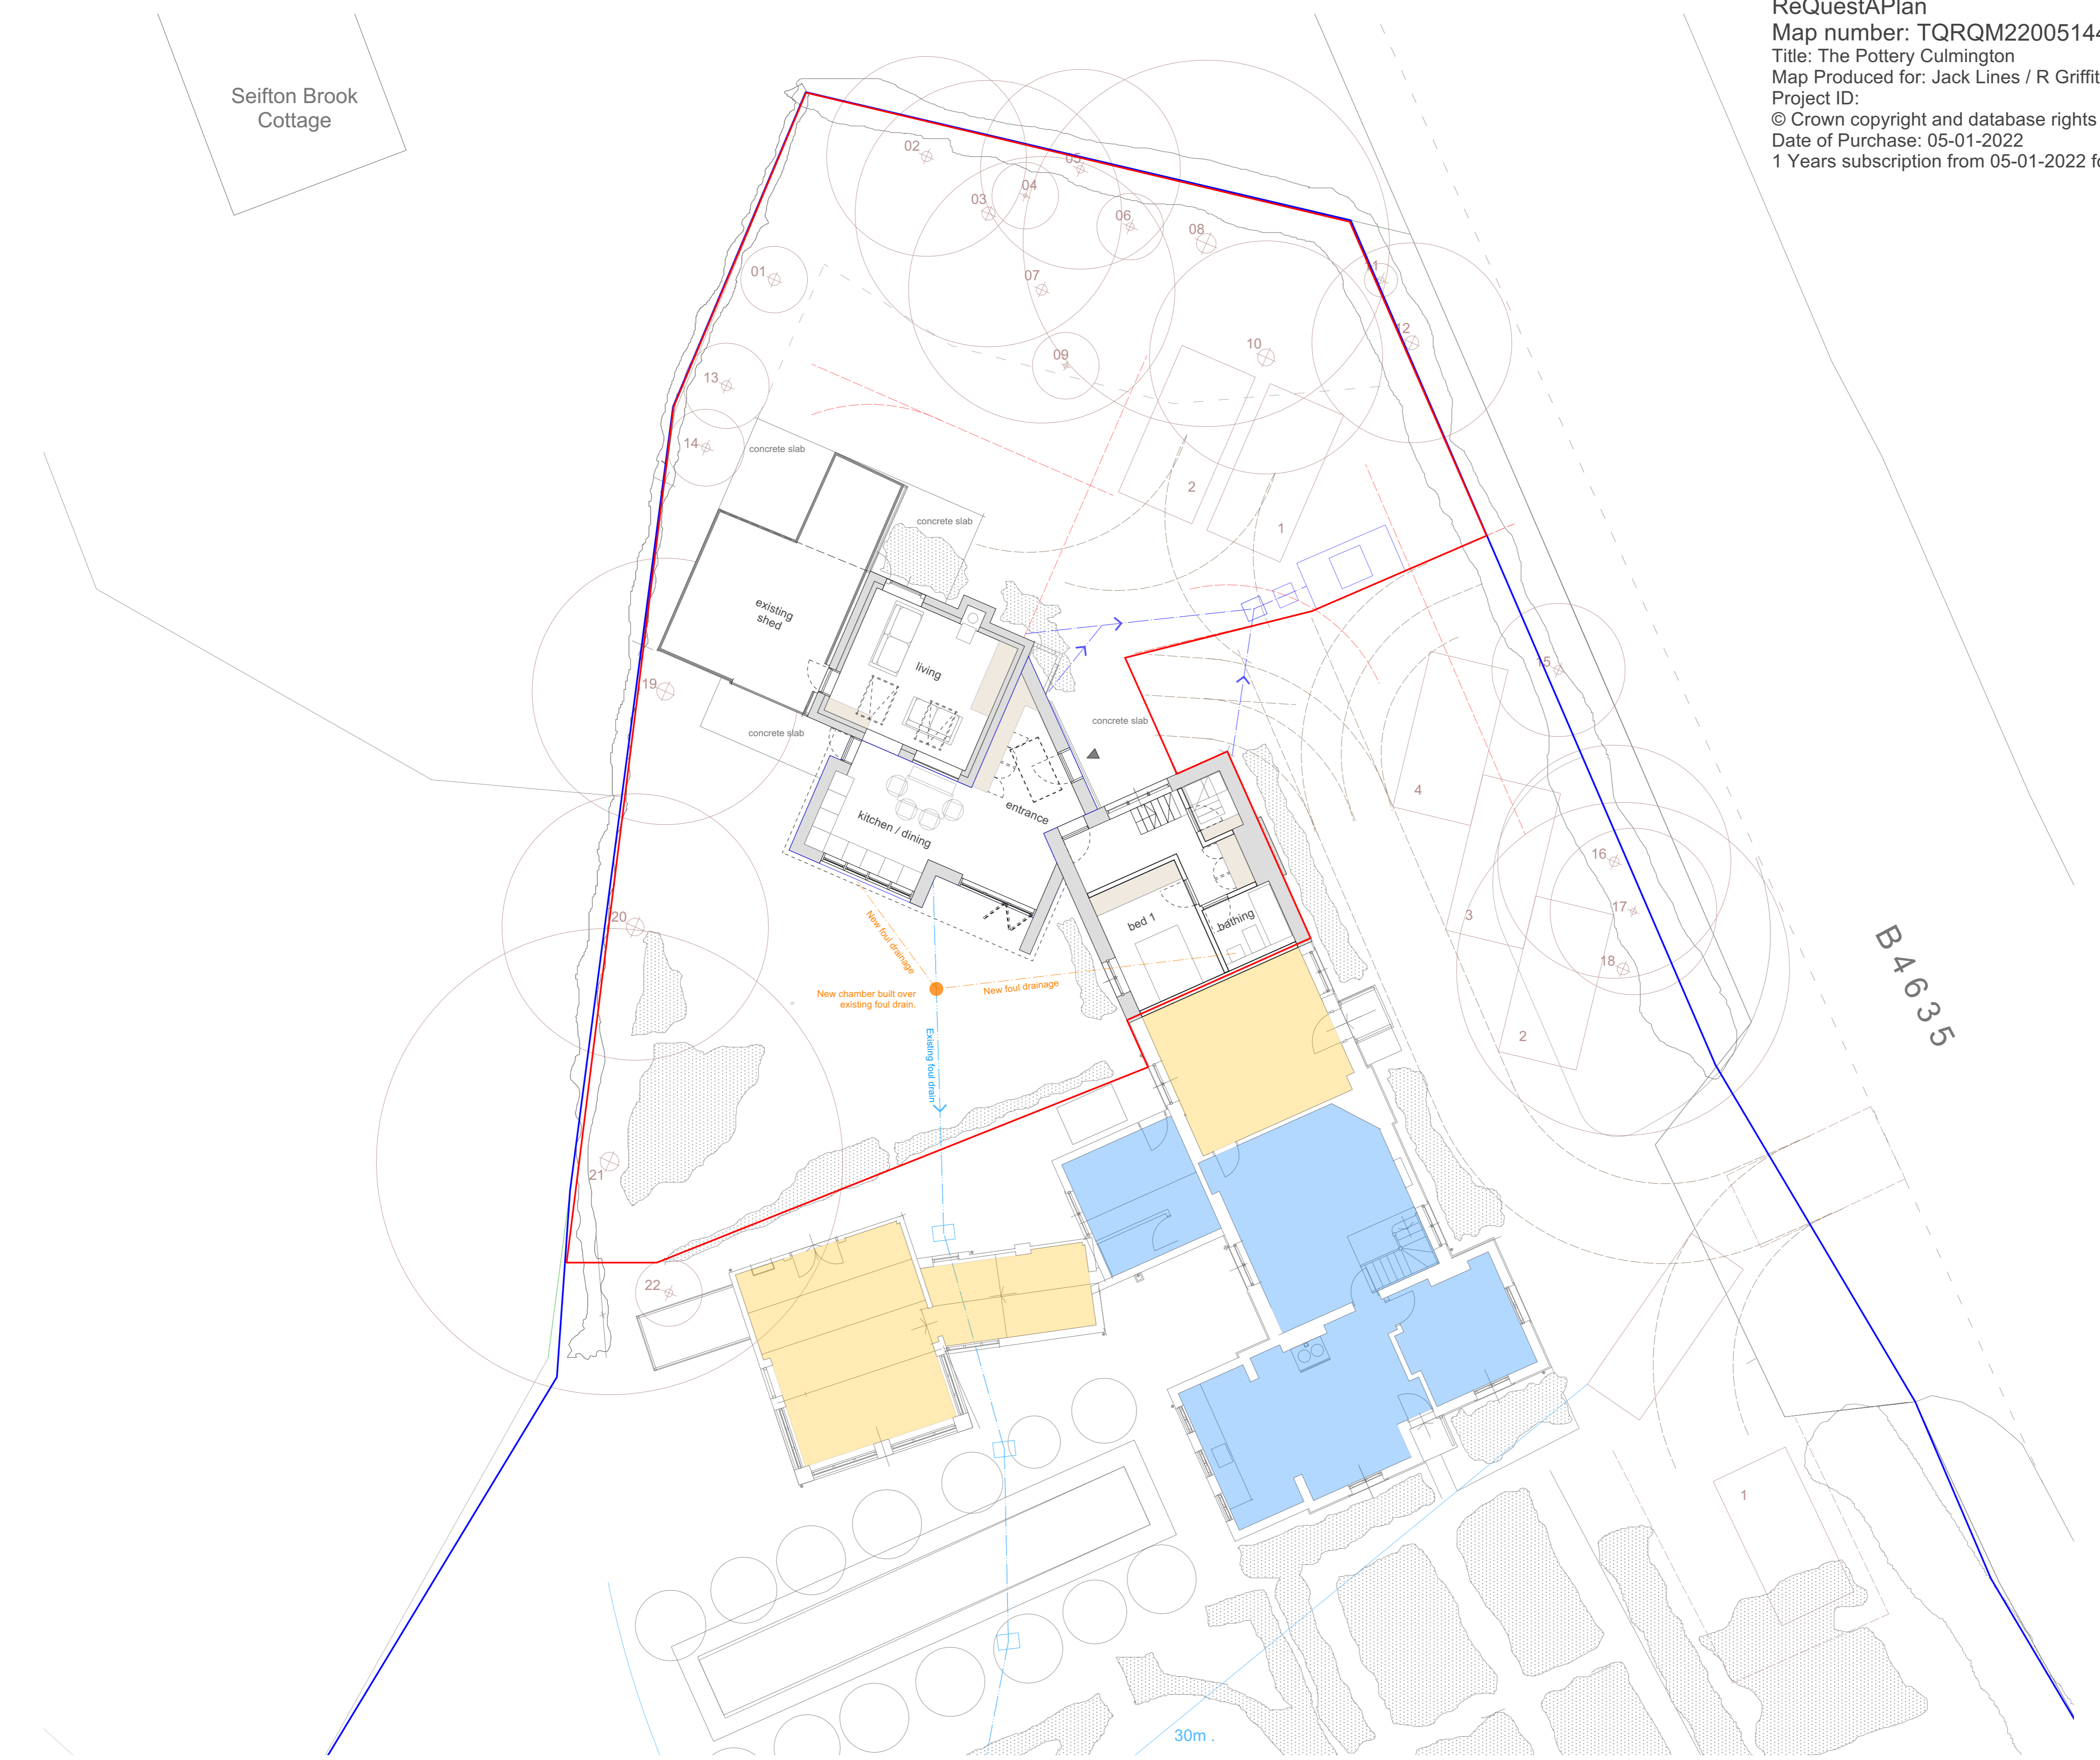 ReQuestAPlan
Map number: TQRQM22005144
Title: The Pottery Culmington
Map Produced for: Jack Lines / R Griffit
Project ID:
© Crown copyright and database rights
Date of Purchase: 05-01-2022
1 Years subscription from 05-01-2022 fo
Seifton Brook
Cottage
02
05
04
03
06
08
01
07
11
12
10
09
13
14
concrete slab
2
1
concrete slab
existing
shed
living
15
19
concrete slab
concrete slab
4
entrance
kitchen / dining
16
17
3
bed 1
bathing
20
18
New foul drainage
New foul drainage
New chamber built over
existing foul drain.
B4635
2
Existing foul drain
21
22
1
30m .